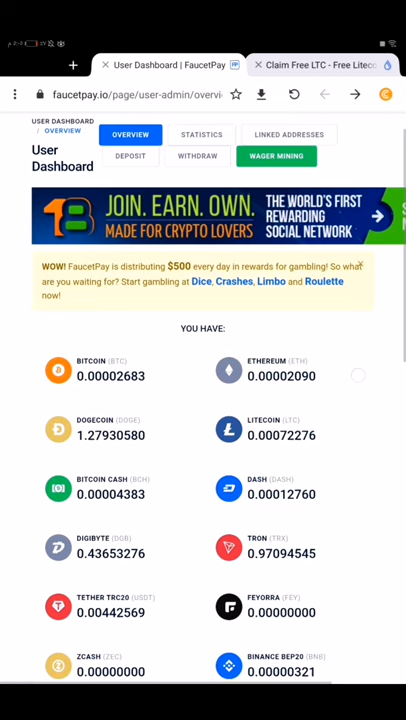 User Dashboard | FaucetPay
Claim Free LTC - Free Liteco
faucetpay.io/page/user-admin/overvi
USER DASHBOARD
/ OVERVIEW
OVERVIEW
STATISTICS
LINKED ADDRESSES
User
Dashboard
DEPOSIT
WITHDRAW
WAGER MINING
JOIN. EARN. OWN.
MADE FOR CRYPTO LOVERS
THE WORLD'S FIRST
REWARDING
SOCIAL NETWORK
WOW! FaucetPay is distributing $500 every day in rewards for gambling! So what
are you waiting for? Start gambling at Dice, Crashes, Limbo and Roulette
now!
YOU HAVE:
BITCOIN (BTC)
0.00002683
ETHEREUM (ETH)
0.00002090
DOGECOIN (DOGE)
1.27930580
LITECOIN (LTC)
0.00072276
BITCOIN CASH (BCH)
0.00004383
DASH (DASH)
0.00012760
DIGIBYTE (DGB)
0.43653276
TRON (TRX)
0.97094545
TETHER TRC20 (USDT)
0.00442569
FEYORRA (FEY)
0.00000000
ZCASH (ZEC)
0.00000000
BINANCE BEP20 (BNB)
0.00000321